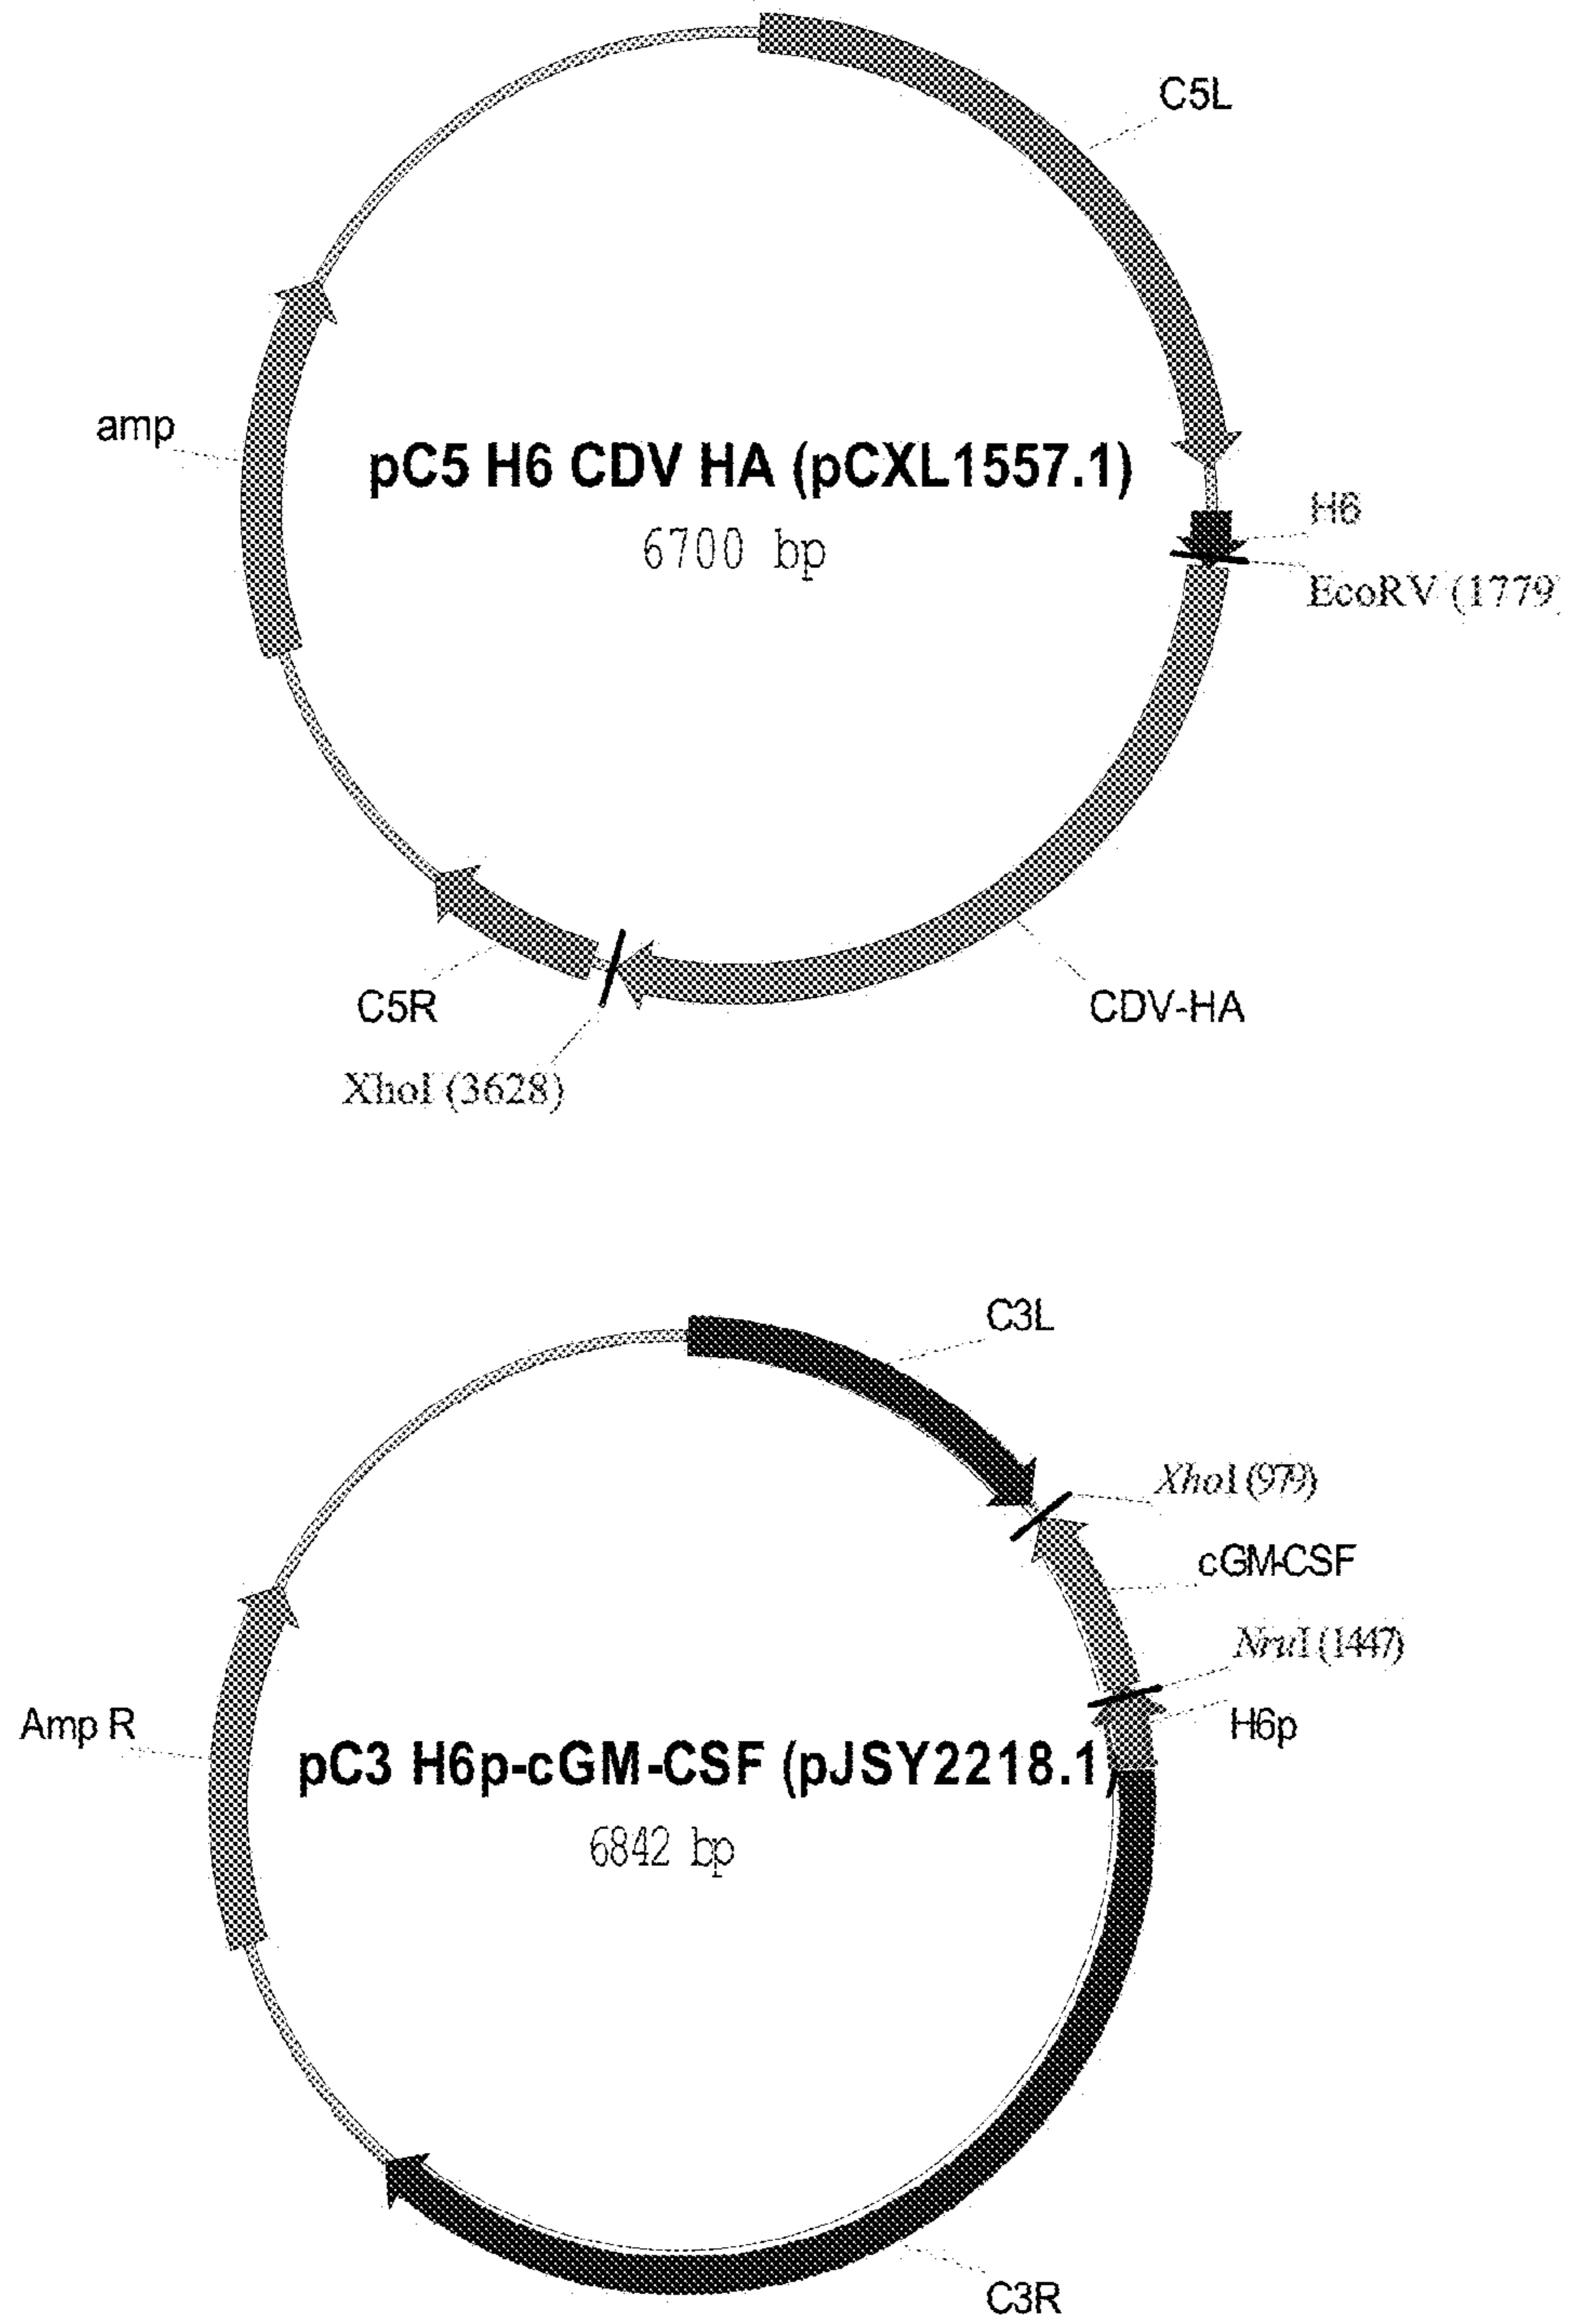 C5L
amp
pC5 H6 CDV HA (pCXL1557.1)
6700 bp
H6
EcoRV (1779)
C5R
CDV-HA
XhoI (3628)
C3L
XhoI (979)
cGM-CSF
NruI (1447)
Amp R
H6p
pC3 H6p-cGM-CSF (pJSY2218.1)
6842 bp
C3R